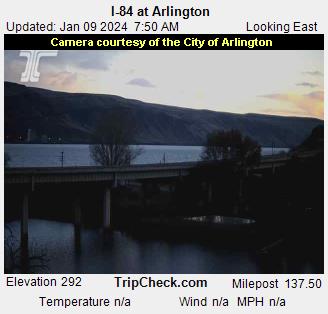 I-84 at Arlington
Updated: Jan 09 2024 7:50 AM Looking East
Camera courtesy of the City of Arlington
Elevation 292 TripCheck.com Milepost 137.50
Temperature n/a Wind n/a MPH n/a